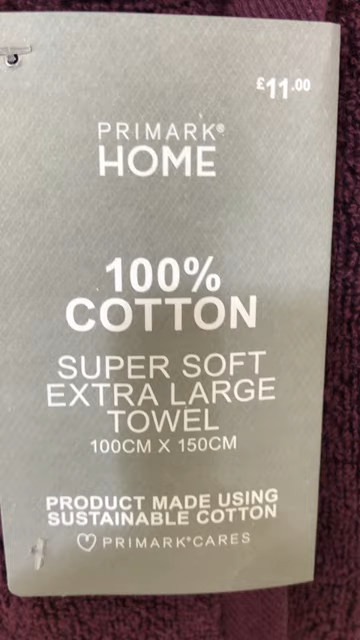 £11.00
PRIMARK®
HOME
100%
COTTON
SUPER SOFT
EXTRA LARGE
TOWEL
100CM X 150CM
PRODUCT MADE USING
SUSTAINABLE COTTON
PRIMARK®CARES